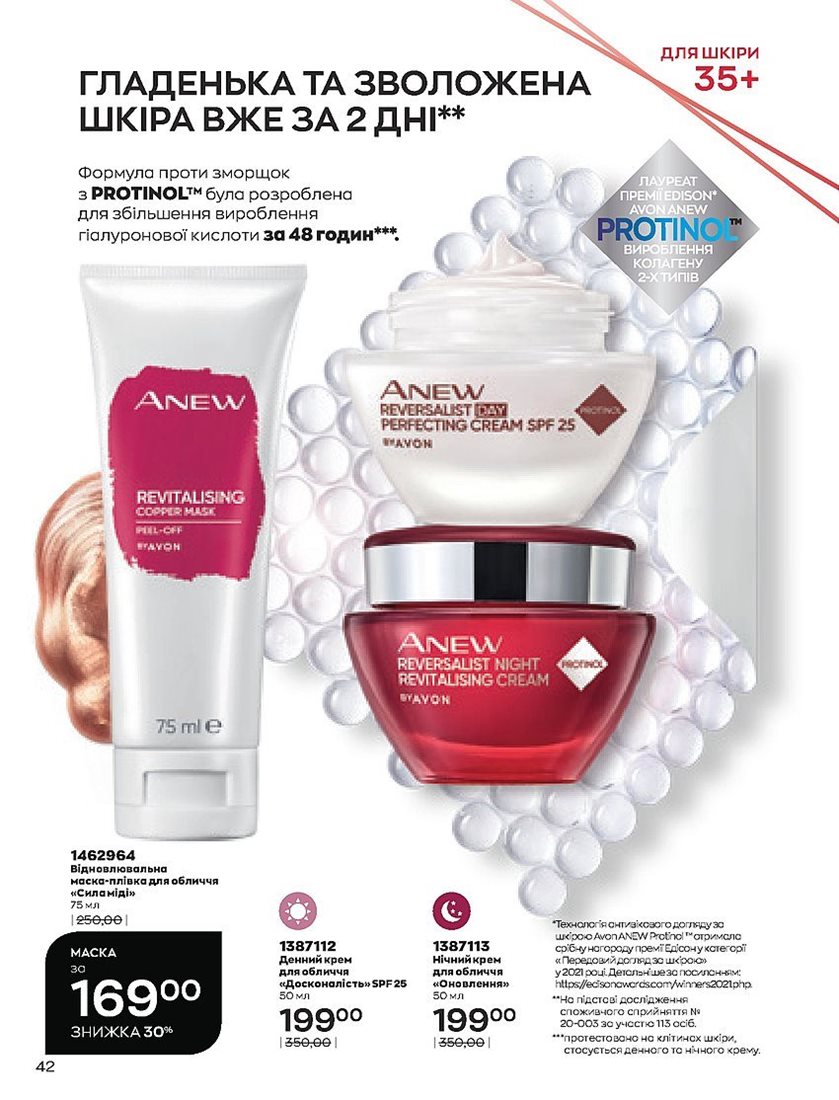 ДЛЯ ШКІРИ
35+
ГЛАДЕНЬКА ТА ЗВОЛОЖЕНА
ШКІРА ВЖЕ ЗА 2 ДНІ**
Формула проти зморщок
з PROTINOL™ була розроблена
для збільшення вироблення
гіалуронової кислоти за 48 годин***.
ЛАУРЕАТ
ПРЕМІЇ EDISON*
AVON ANEW
PROTINOL™
ВИРОБЛЕННЯ
КОЛАГЕНУ
2-Х ТИПІВ
ANEW
REVITALISING
COPPER MASK
PEEL-OFF
BY AVON
75 ml e
ANEW
REVERSALIST DAY
PERFECTING CREAM SPF 25
BY AVON
PROTINOL
ANEW
REVERSALIST NIGHT
REVITALISING CREAM
BY AVON
PROTINOL
1462964
Відновлювальна
маска-плівка для обличчя
«Сила міді»
75 мл
|250,00|
МАСКА
за
169⁰⁰
ЗНИЖКА 30%
1387112
Денний крем
для обличчя
«Досконалість» SPF 25
50 мл
199⁰⁰
|350,00|
1387113
Нічний крем
для обличчя
«Оновлення»
50 мл
199⁰⁰
|350,00|
*Технологія антивікового догляду за
шкірою Avon ANEW Protinol™ отримала
срібну нагороду премії Едісон у категорії
«Передовий догляд за шкірою»
у 2021 році. Детальніше за посиланням:
https://edisonawards.com/winners2021.php.
**На підставі дослідження
споживчого сприйняття №
20-003 за участю 113 осіб.
***протестовано на клітинах шкіри,
стосується денного та нічного крему.
42